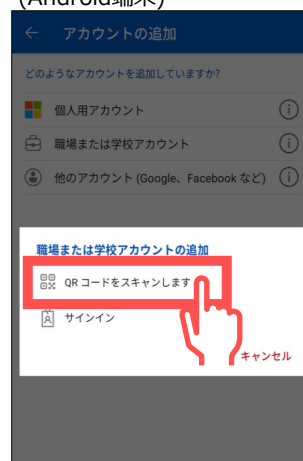 (Android端末)
← アカウントの追加
どのようなアカウントを追加していますか?
個人用アカウント
職場または学校アカウント
他のアカウント (Google、Facebook など)
職場または学校アカウントの追加
QR コードをスキャンします
サインイン
キャンセル